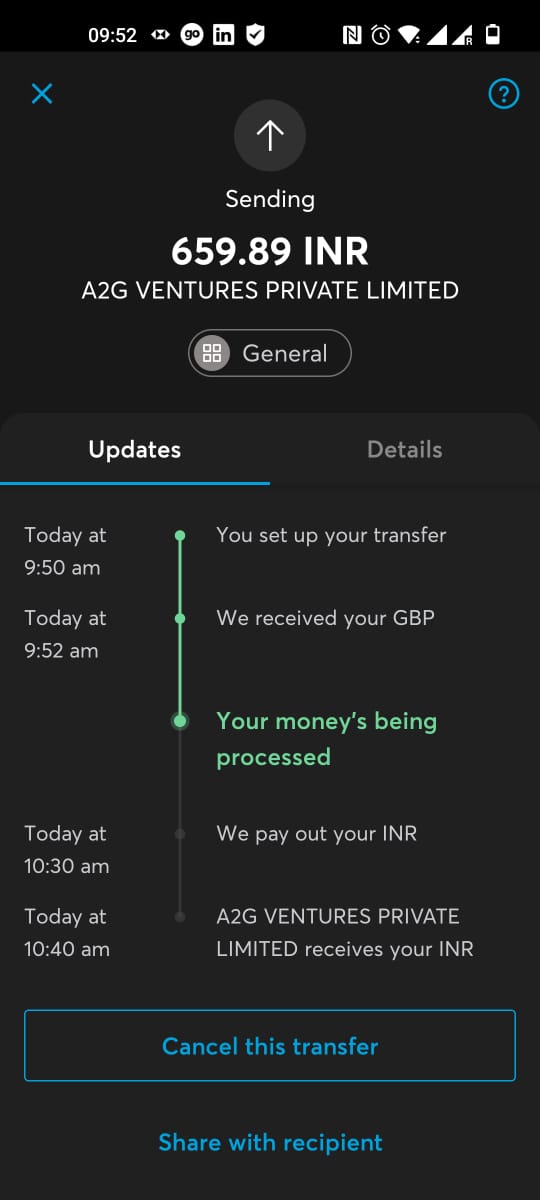 09:52 go in
?
Sending
659.89 INR
A2G VENTURES PRIVATE LIMITED
General
Updates Details
Today at You set up your transfer
9:50 am
Today at We received your GBP
9:52 am
Your money's being
processed
Today at We pay out your INR
10:30 am
Today at A2G VENTURES PRIVATE
10:40 am LIMITED receives your INR
Cancel this transfer
Share with recipient